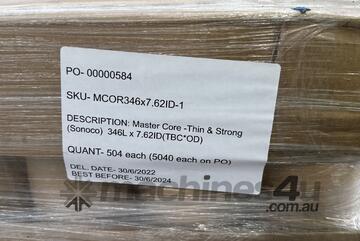 PO- 00000584
SKU- MCOR346x7.62ID-1
DESCRIPTION: Master Core -Thin & Strong
(Sonoco) 346L x 7.62ID(TBC*OD)
QUANT- 504 each (5040 each on PO)
DEL. DATE- 30/6/2022
BEST BEFORE- 30/6/2024
machines4u
.com.au